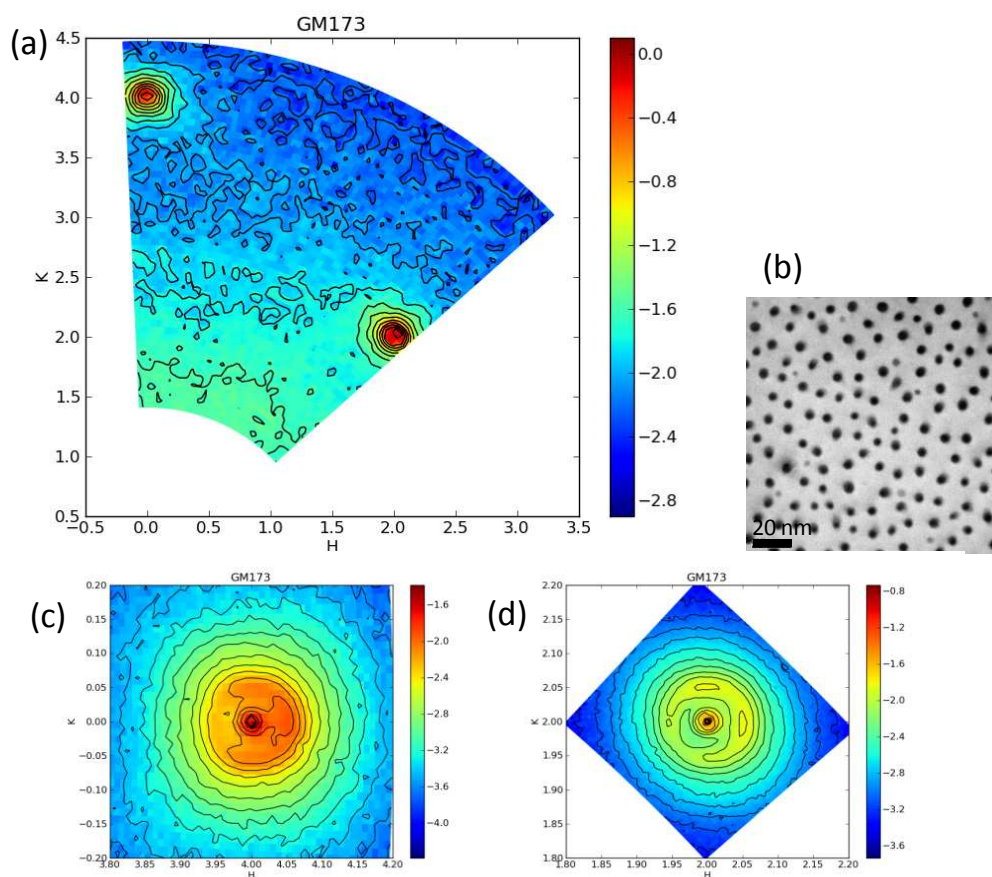 GM173
(a)
4.5
4.0
3.5
3.0
2.5
2.0
1.5
1.0
0.5
K
−0.5 0.0 0.5 1.0 1.5 2.0 2.5 3.0 3.5
H
0.0
−0.4
−0.8
−1.2
−1.6
−2.0
−2.4
−2.8
(b)
20 nm
(c)
GM173
0.20
0.15
0.10
0.05
0.00
−0.05
−0.10
−0.15
−0.20
K
3.80 3.85 3.90 3.95 4.00 4.05 4.10 4.15 4.20
H
−1.6
−2.0
−2.4
−2.8
−3.2
−3.6
−4.0
(d)
GM173
2.20
2.15
2.10
2.05
2.00
1.95
1.90
1.85
1.80
K
1.80 1.85 1.90 1.95 2.00 2.05 2.10 2.15 2.20
H
−0.8
−1.2
−1.6
−2.0
−2.4
−2.8
−3.2
−3.6